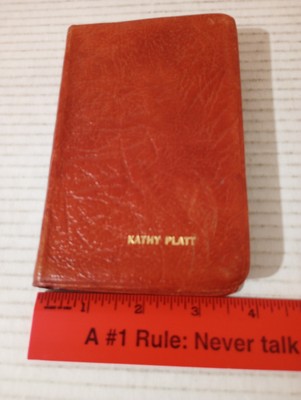 KATHY PLATT
1 2 3 4
A #1 Rule: Never talk